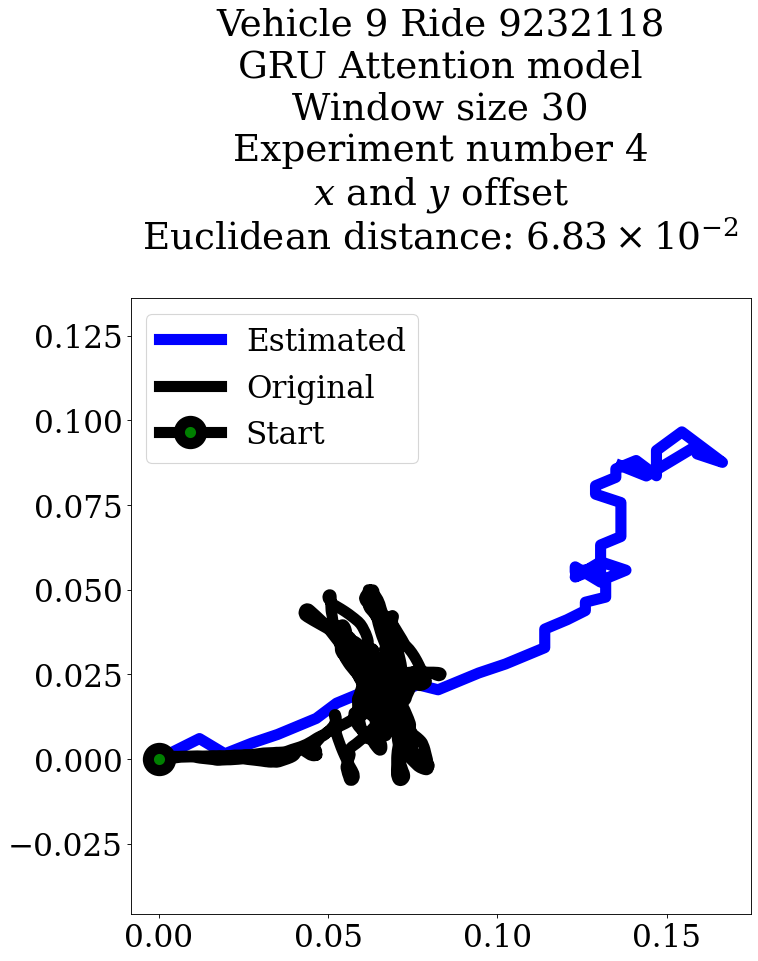 Vehicle 9 Ride 9232118
GRU Attention model
Window size 30
Experiment number 4
x and y offset
Euclidean distance: 6.83 × 10⁻²
Estimated
Original
Start
0.125
0.100
0.075
0.050
0.025
0.000
−0.025
0.00 0.05 0.10 0.15